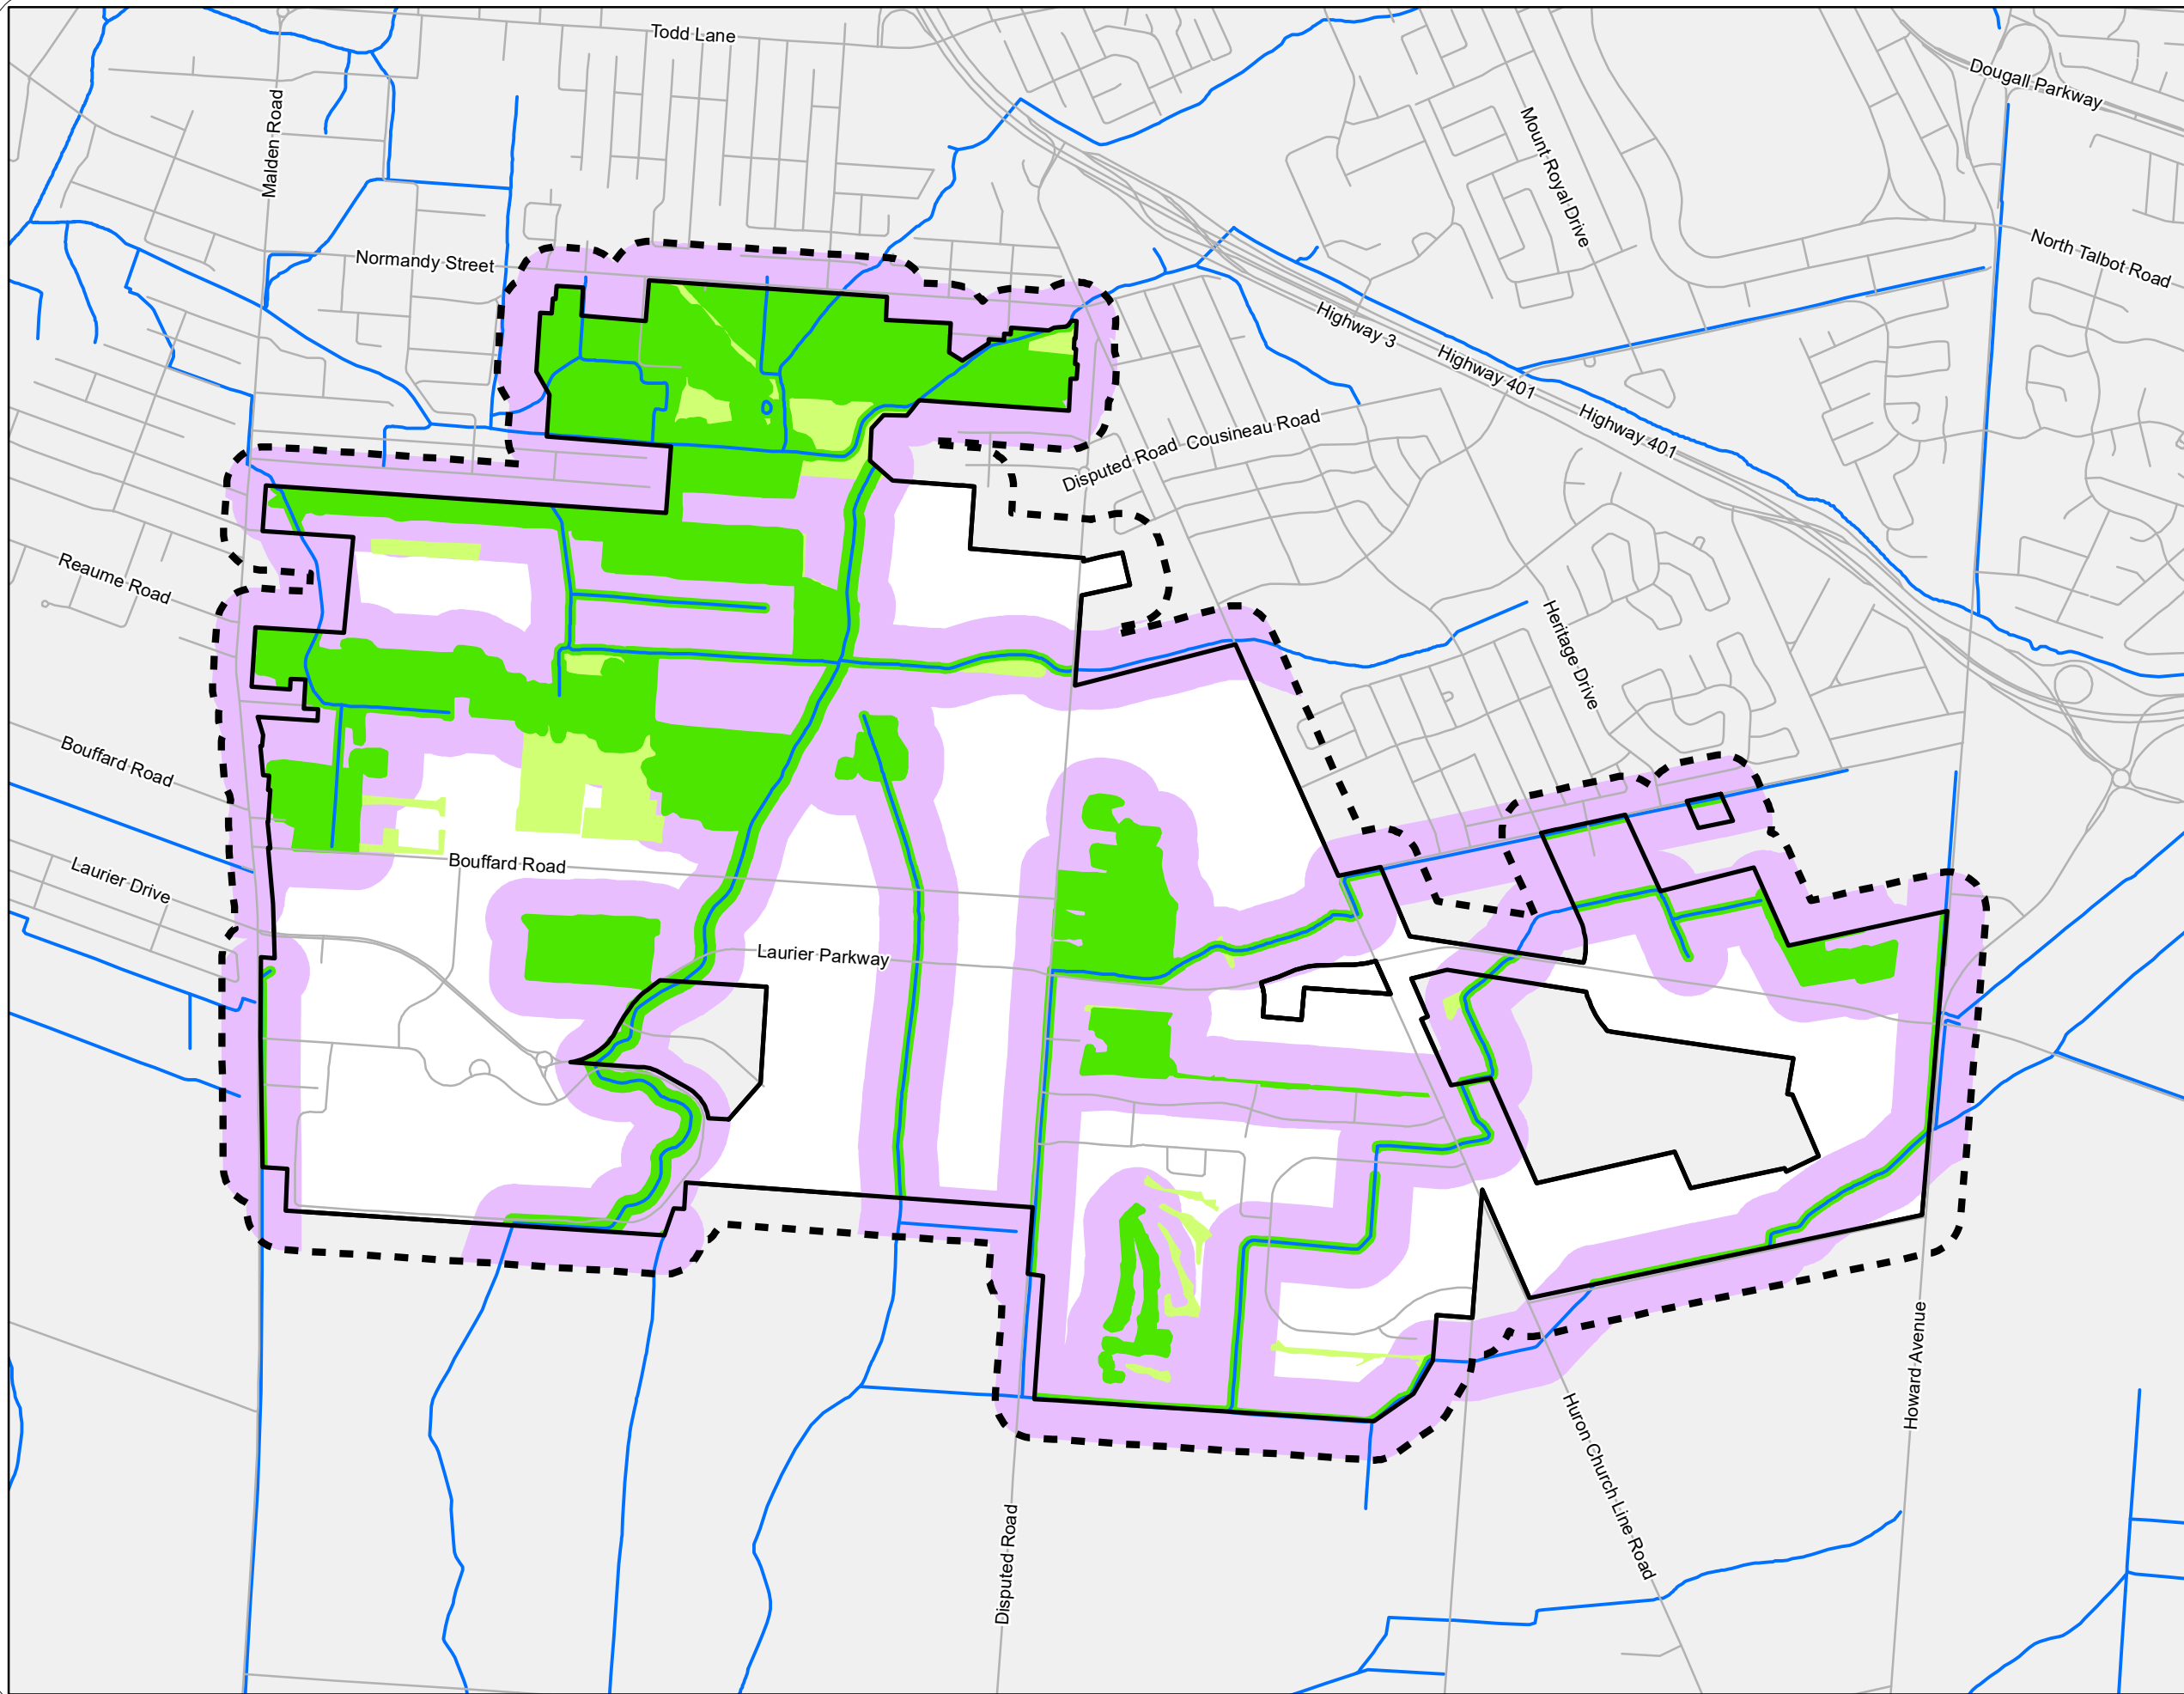 Todd Lane
Dougall Parkway
Malden Road
Mount Royal Drive
North Talbot Road
Normandy Street
Highway 3
Highway 401
Highway 401
Cousineau Road
Disputed Road
Reaume Road
Heritage Drive
Bouffard Road
Bouffard Road
Laurier Drive
Laurier Parkway
Howard Avenue
Huron Church Line Road
Disputed Road